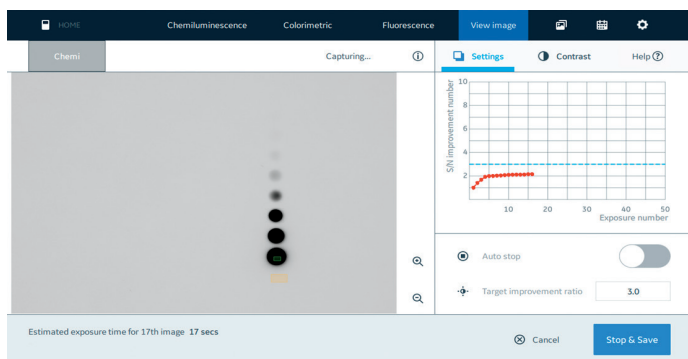 HOME Chemiluminescence Colorimetric Fluorescence View image
Chemi Capturing... Settings Contrast Help
S/N improvement number
10
8
6
4
2
10 20 30 40 50
Exposure number
Auto stop
Target improvement ratio 3.0
Estimated exposure time for 17th image 17 secs
Cancel Stop & Save